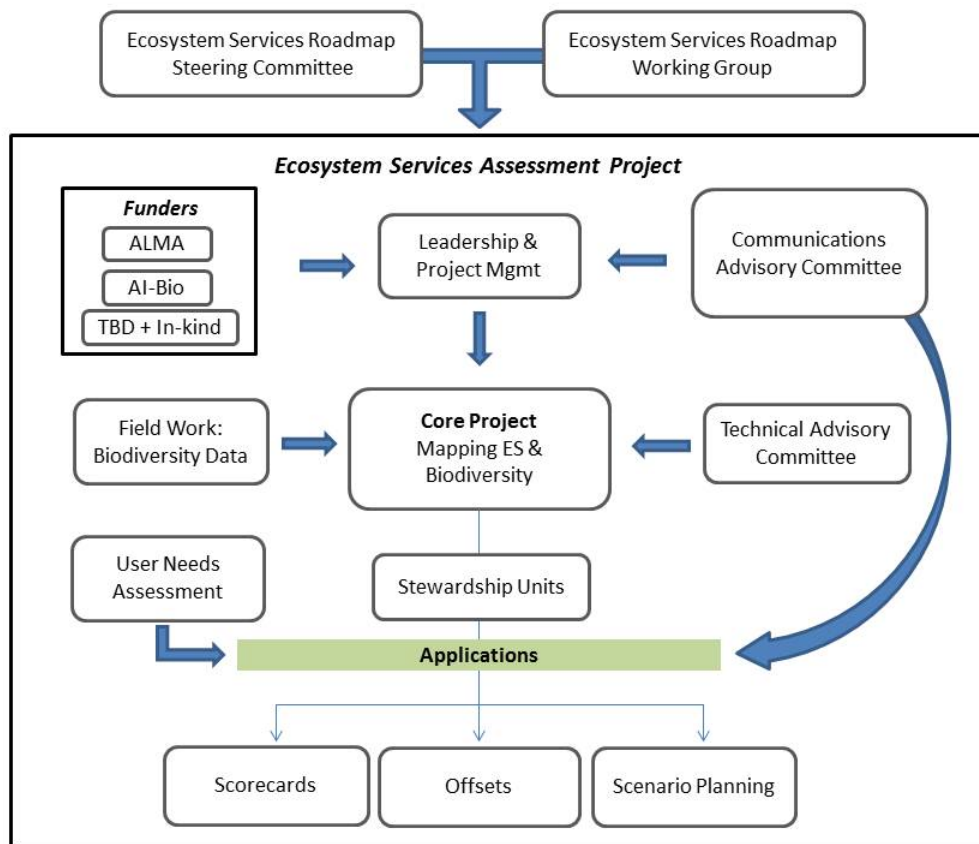 Ecosystem Services Roadmap
Steering Committee
Ecosystem Services Roadmap
Working Group
Ecosystem Services Assessment Project
Funders
ALMA
AI-Bio
TBD + In-kind
Leadership &
Project Mgmt
Communications
Advisory Committee
Field Work:
Biodiversity Data
Core Project
Mapping ES &
Biodiversity
Technical Advisory
Committee
User Needs
Assessment
Stewardship Units
Applications
Scorecards
Offsets
Scenario Planning